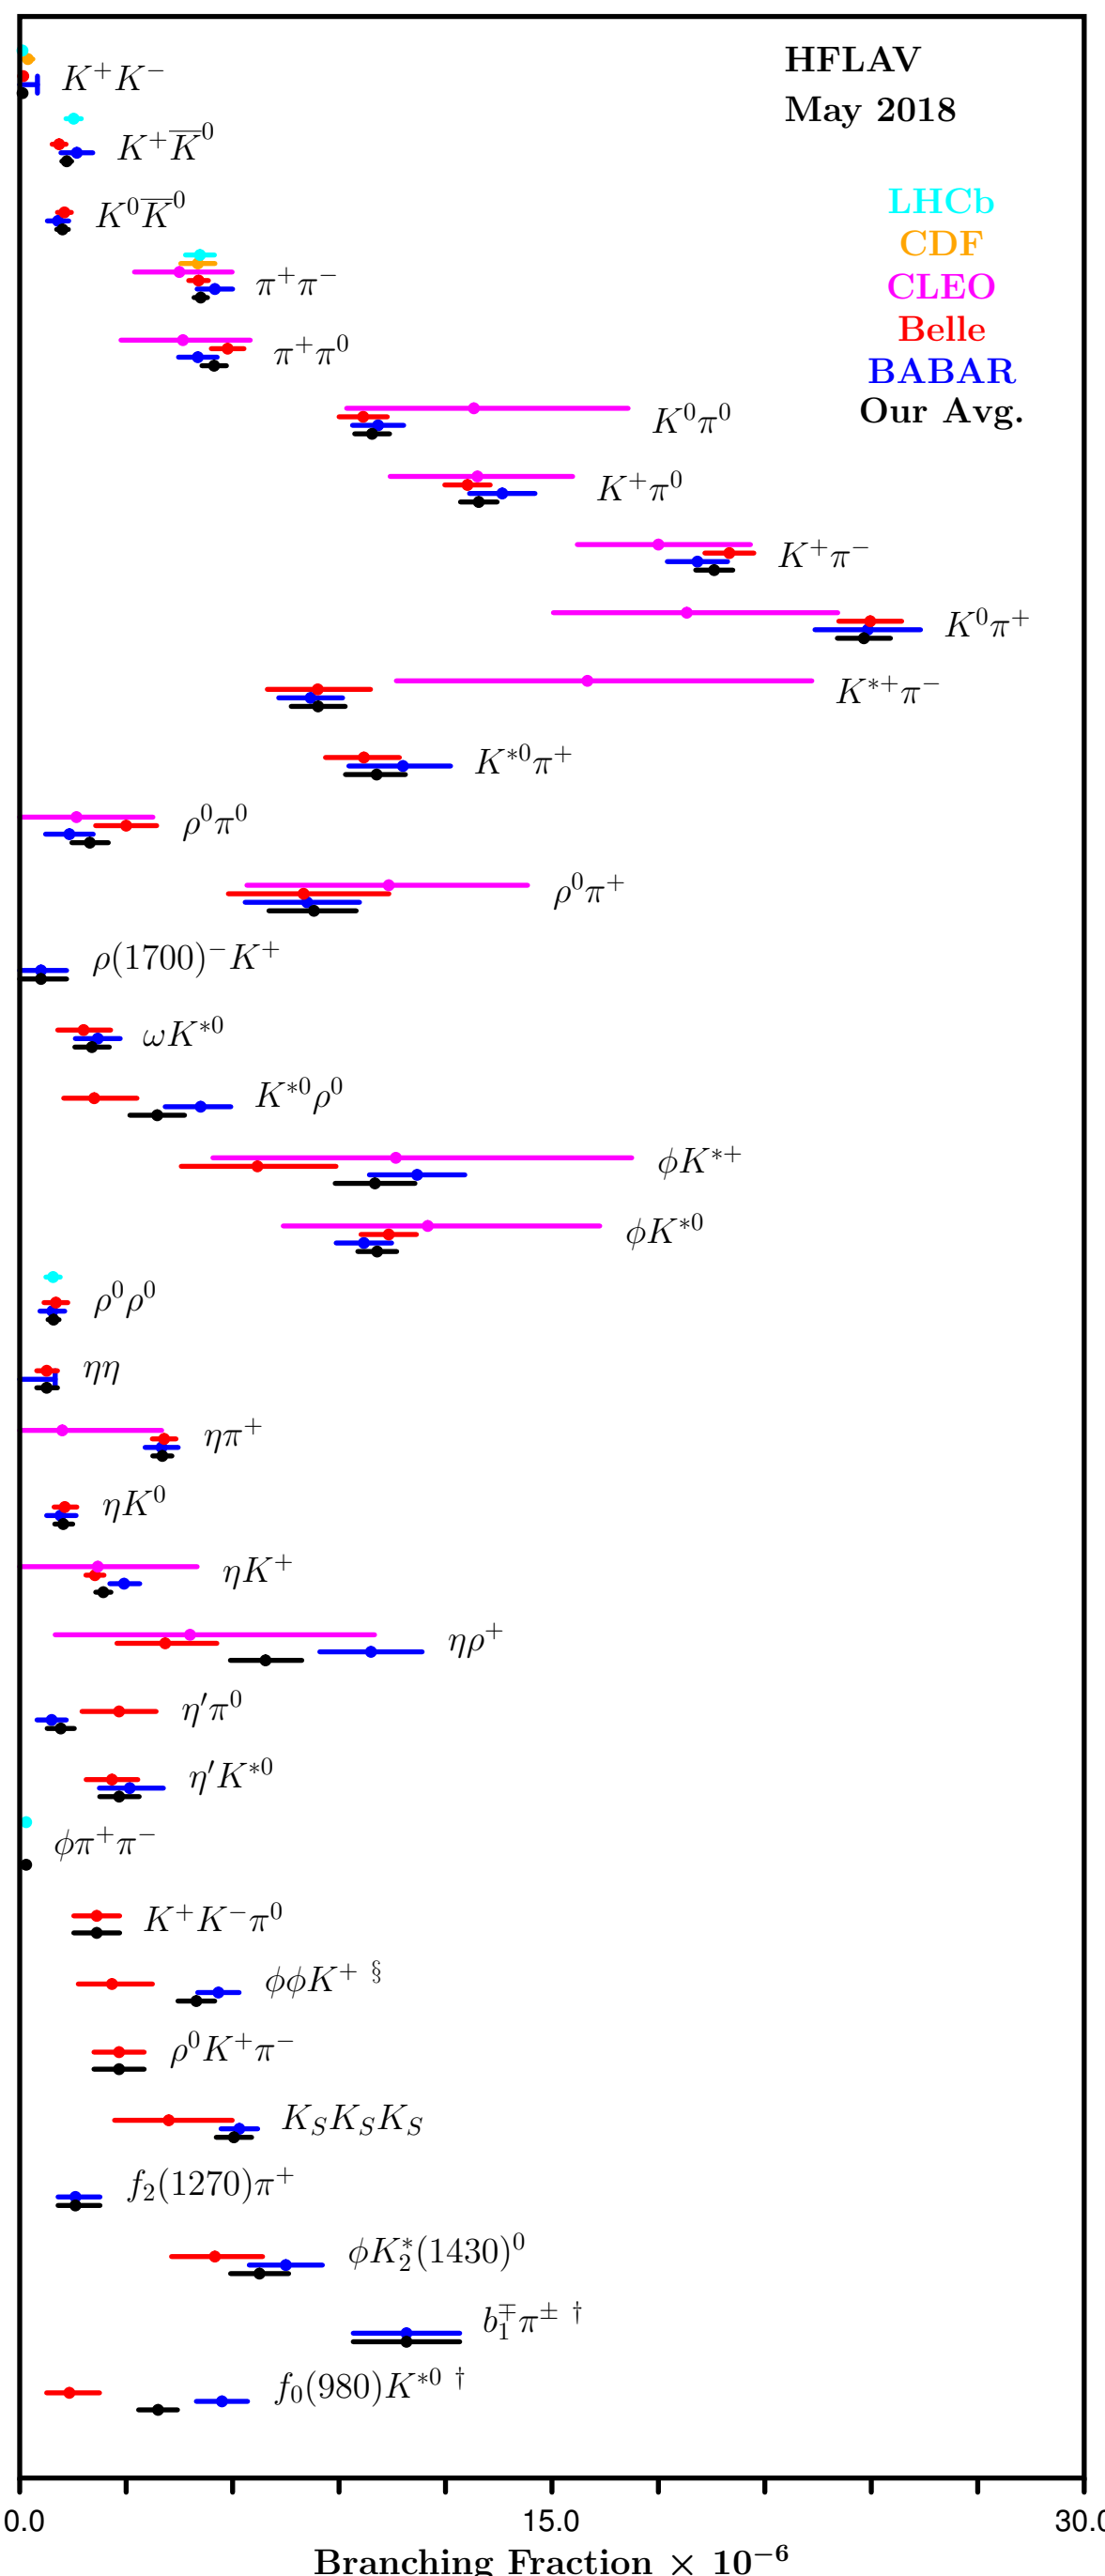 HFLAV
May 2018
LHCb
CDF
CLEO
Belle
BABAR
Our Avg.
K⁺K⁻
K⁺K̅⁰
K⁰K̅⁰
π⁺π⁻
π⁺π⁰
K⁰π⁰
K⁺π⁰
K⁺π⁻
K⁰π⁺
K*⁺π⁻
K*⁰π⁺
ρ⁰π⁰
ρ⁰π⁺
ρ(1700)⁻K⁺
ωK*⁰
K*⁰ρ⁰
ϕK*⁺
ϕK*⁰
ρ⁰ρ⁰
ηη
ηπ⁺
ηK⁰
ηK⁺
ηρ⁺
η′π⁰
η′K*⁰
ϕπ⁺π⁻
K⁺K⁻π⁰
ϕϕK⁺ §
ρ⁰K⁺π⁻
K_SK_SK_S
f₂(1270)π⁺
ϕK₂*(1430)⁰
b₁^∓π^± †
f₀(980)K*⁰ †
0.0 15.0 30.0
Branching Fraction × 10⁻⁶